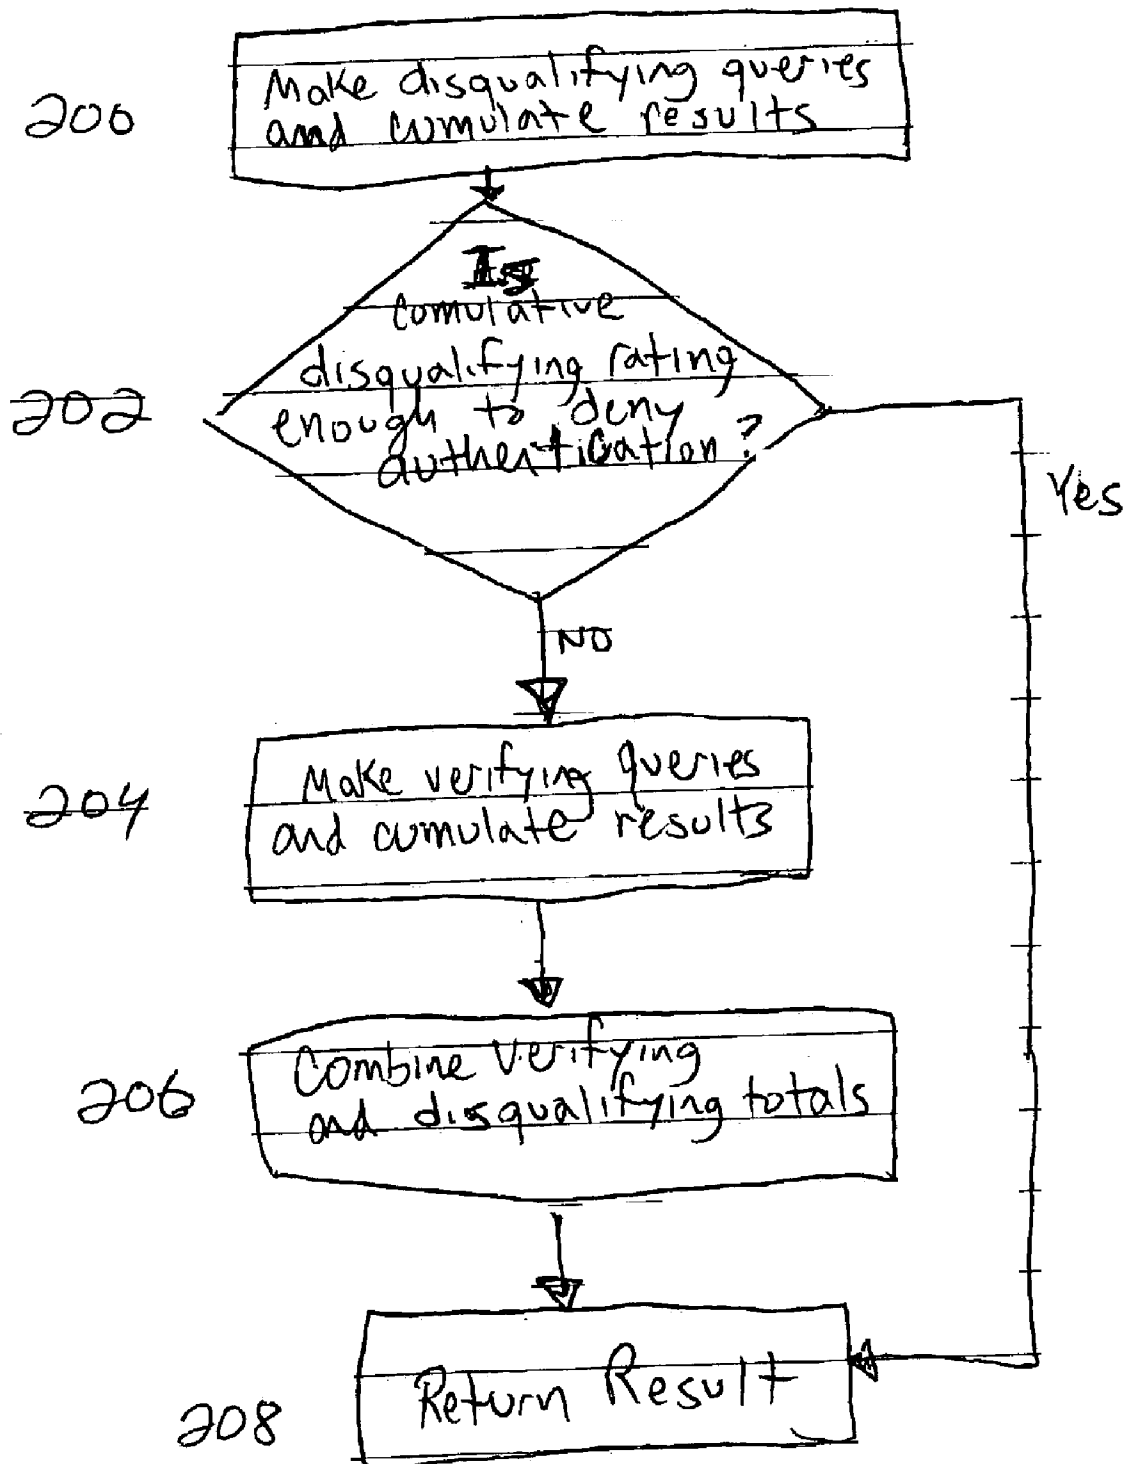 200
Make disqualifying queries
and cumulate results
Is
cumulative
disqualifying rating
202
enough to deny
authentication?
Yes
NO
Make verifying queries
204
and cumulate results
Combine verifying
206
and disqualifying totals
Return Result
208